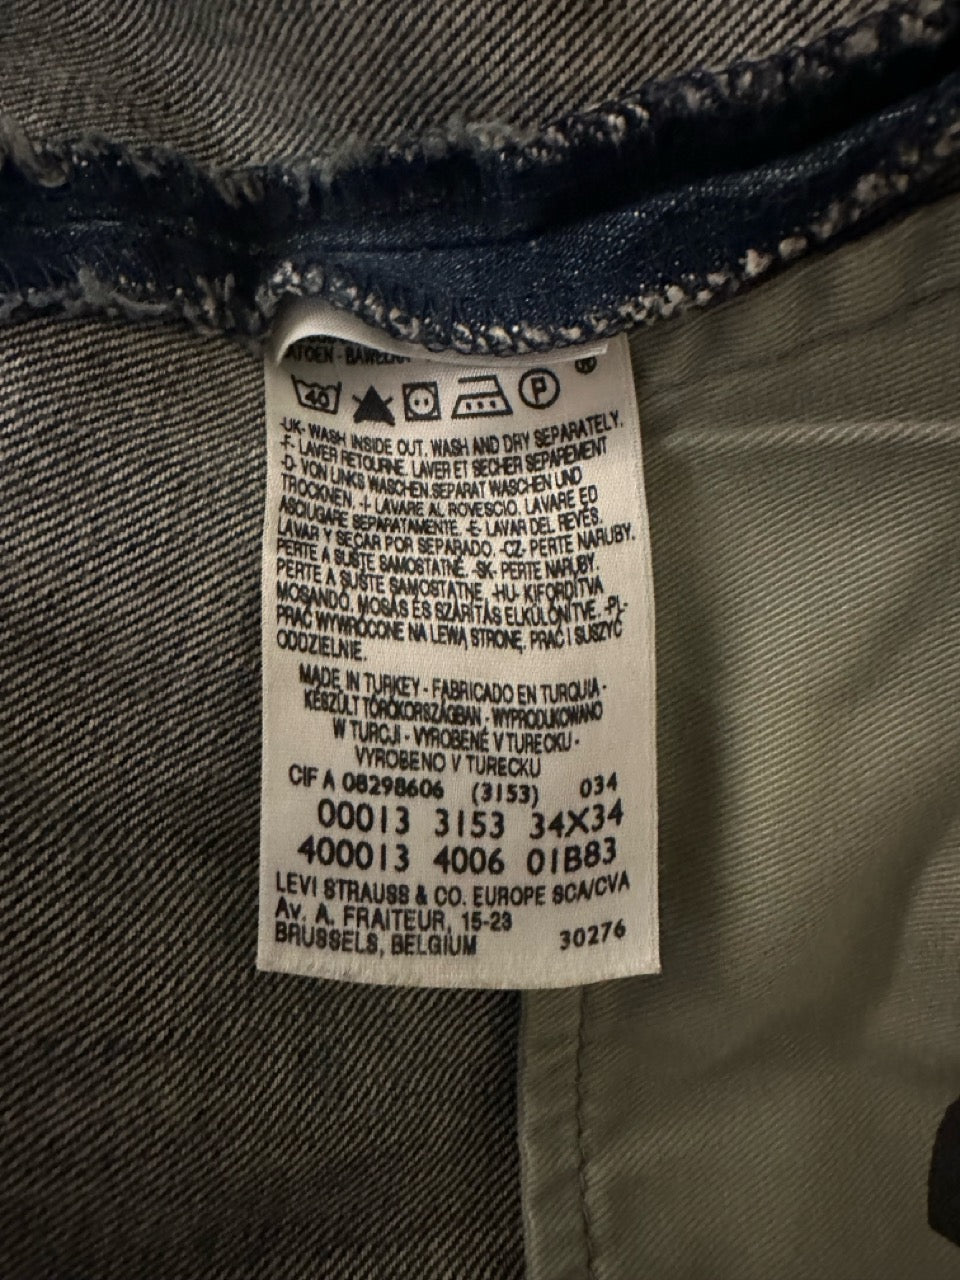 KATOEN - BAWEŁNA
®
40
P
-UK- WASH INSIDE OUT. WASH AND DRY SEPARATELY.
-F- LAVER RETOURNE. LAVER ET SECHER SEPAREMENT
-D- VON LINKS WASCHEN.SEPARAT WASCHEN UND
TROCKNEN. -I- LAVARE AL ROVESCIO. LAVARE ED
ASCIUGARE SEPARATAMENTE. -E- LAVAR DEL REVÉS.
LAVAR Y SECAR POR SEPARADO. -CZ- PERTE NARUBY.
PERTE A SUŠTE SAMOSTATNĚ. -SK- PERTE NARUBY.
PERTE A SUŠTE SAMOSTATNE. -HU- KIFORDÍTVA
MOSANDÓ. MOSÁS ÉS SZÁRÍTÁS ELKÜLÖNÍTVE. -PL-
PRAĆ WYWRÓCONE NA LEWĄ STRONĘ. PRAĆ I SUSZYĆ
ODDZIELNIE.
MADE IN TURKEY - FABRICADO EN TURQUIA -
KÉSZÜLT TÖRÖKORSZÁGBAN - WYPRODUKOWANO
W TURCJI - VYROBENÉ V TURECKU -
VYROBENO V TURECKU
CIF A 08298606 (3153) 034
00013 3153 34X34
400013 4006 01B83
LEVI STRAUSS & CO. EUROPE SCA/CVA
Av. A. FRAITEUR, 15-23
BRUSSELS, BELGIUM 30276